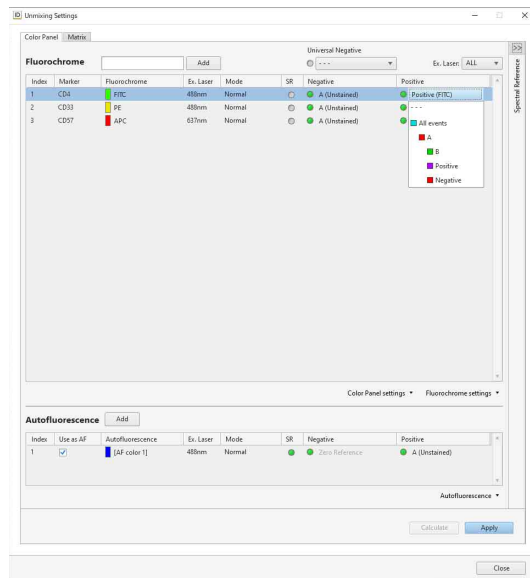 Unmixing Settings
Color Panel Matrix
Universal Negative
Fluorochrome Add - - - Ex. Laser: ALL
>>
Spectral Reference
Index Marker Fluorochrome Ex. Laser Mode SR Negative Positive
1 CD4 FITC 488nm Normal A (Unstained) Positive (FITC)
2 CD33 PE 488nm Normal A (Unstained)
3 CD57 APC 637nm Normal A (Unstained)
- - -
All events
A
B
Positive
Negative
Color Panel settings Fluorochrome settings
Autofluorescence Add
Index Use as AF Autofluorescence Ex. Laser Mode SR Negative Positive
1 [AF color 1] 488nm Normal Zero Reference A (Unstained)
Autofluorescence
Calculate Apply
Close